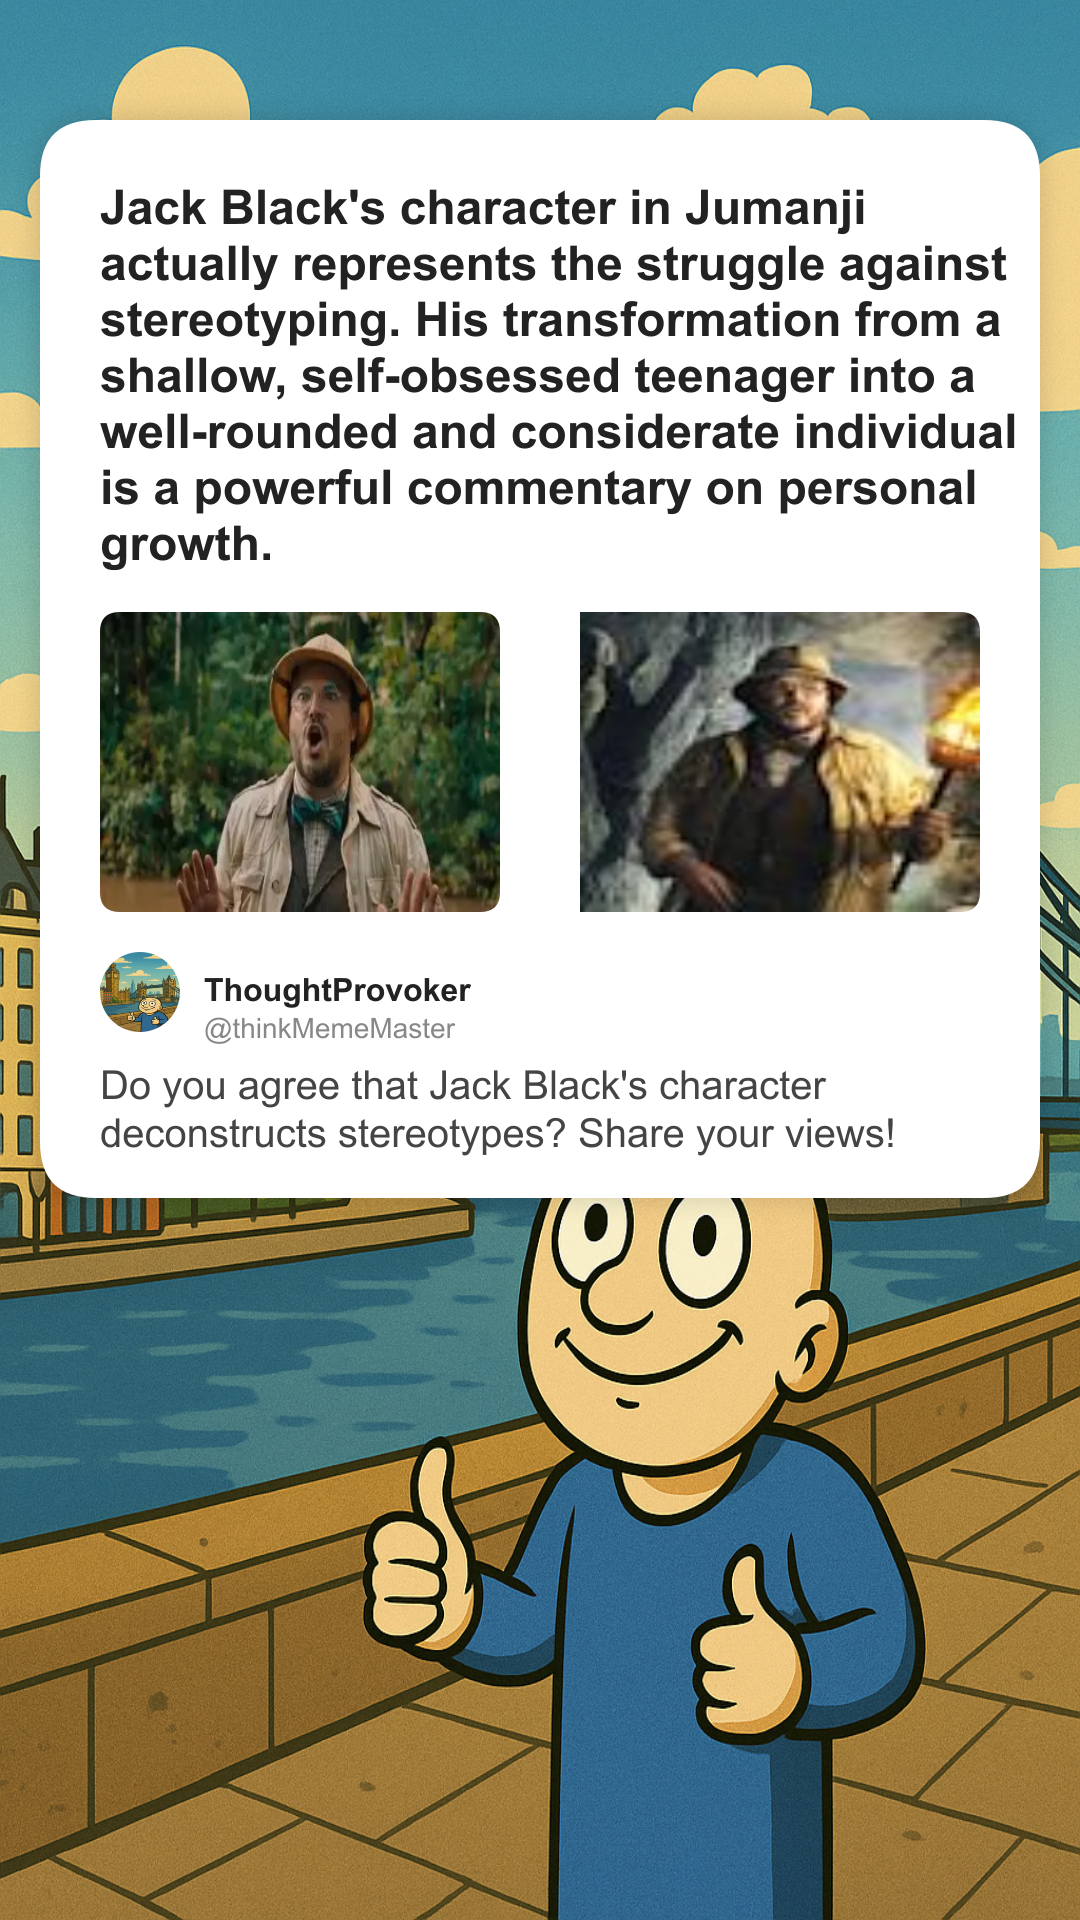 Jack Black's character in Jumanji
actually represents the struggle against
stereotyping. His transformation from a
shallow, self-obsessed teenager into a
well-rounded and considerate individual
is a powerful commentary on personal
growth.
ThoughtProvoker
@thinkMemeMaster
Do you agree that Jack Black's character
deconstructs stereotypes? Share your views!